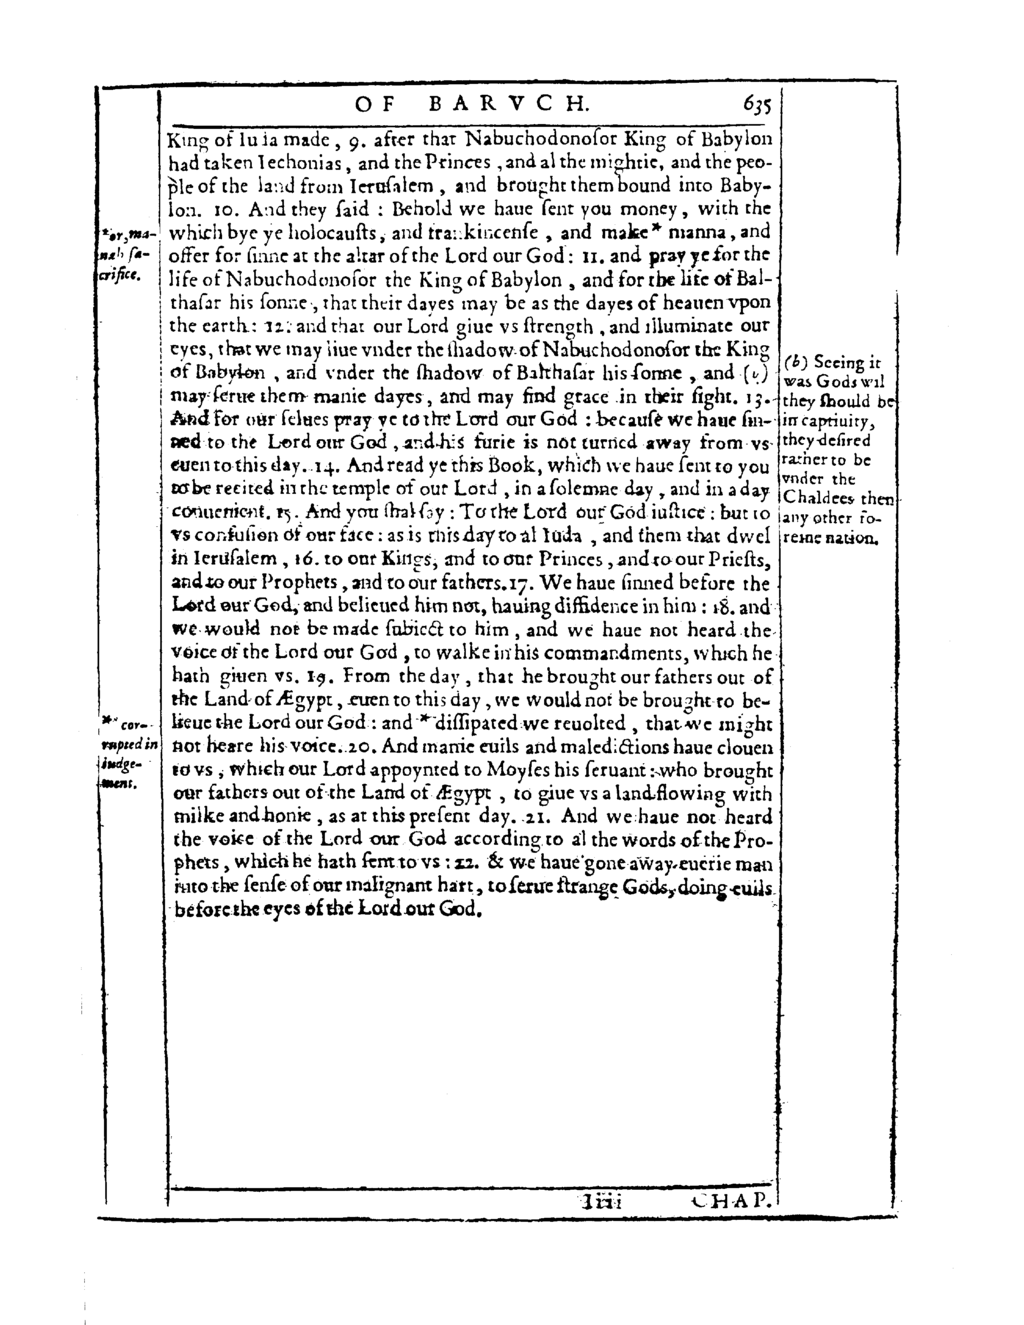 OF BARVCH. 635
King of Iuda made, 9. after that Nabuchodonoſor King of Babylon
had taken Iechonias, and the Princes, and al the mightie, and the peo-
ple of the land from Ieruſalem, and brought them bound into Baby-
lon. 10. And they ſaid : Behold we haue ſent you money, with the
which bye ye holocauſts, and frankincenſe, and make* manna, and
offer for ſinne at the altar of the Lord our God: 11. and pray ye for the
life of Nabuchodonoſor the King of Babylon, and for the life of Bal-
thaſar his ſonne, that their dayes may be as the dayes of heauen vpon
the earth: 12. and that our Lord giue vs ſtrength, and illuminate our
eyes, that we may liue vnder the ſhadow of Nabuchodonoſor the King
of Babylon, and vnder the ſhadow of Balthaſar his ſonne, and (b)
may ſerue them manie dayes, and may find grace in their ſight. 13.
And for our ſelues pray ye to the Lord our God : becauſe we haue ſin-
ned to the Lord our God, and his furie is not turned away from vs
euen to this day. 14. And read ye this Book, which we haue ſent to you
to be recited in the temple of our Lord, in a ſolemne day, and in a day
conuenient. 15. And you ſhal ſay : To the Lord our God iuſtice : but to
vs confuſion of our face : as is this day to al Iuda, and them that dwel
in Ieruſalem, 16. to our Kings, and to our Princes, and to our Prieſts,
and to our Prophets, and to our fathers. 17. We haue ſinned before the
Lord our God, and belieued him not, hauing diffidence in him : 18. and
we would not be made ſubiect to him, and we haue not heard the
voice of the Lord our God, to walke in his commandments, which he
hath giuen vs. 19. From the day, that he brought our fathers out of
the Land of Ægypt, euen to this day, we would not be brought to be-
lieue the Lord our God : and *diſſipated we reuolted, that we might
not heare his voice. 20. And manie euils and maledictions haue clouen
to vs, which our Lord appoynted to Moyſes his ſeruant : who brought
our fathers out of the Land of Ægypt, to giue vs a land flowing with
milke and honie, as at this preſent day. 21. And we haue not heard
the voice of the Lord our God according to al the words of the Pro-
phets, which he hath ſent to vs : 22. & we haue gone away euerie man
into the ſenſe of our malignant hart, to ſerue ſtrange Gods, doing euils
before the eyes of the Lord our God.
*or, ma-
nah ſa-
crifice.
* cor-
rupted in
iudge-
ment.
(b) Seeing it
was Gods wil
they ſhould be
in captiuity,
they deſired
rather to be
vnder the
Chaldees then
any other fo-
reine nation.
Iiii CHAP.